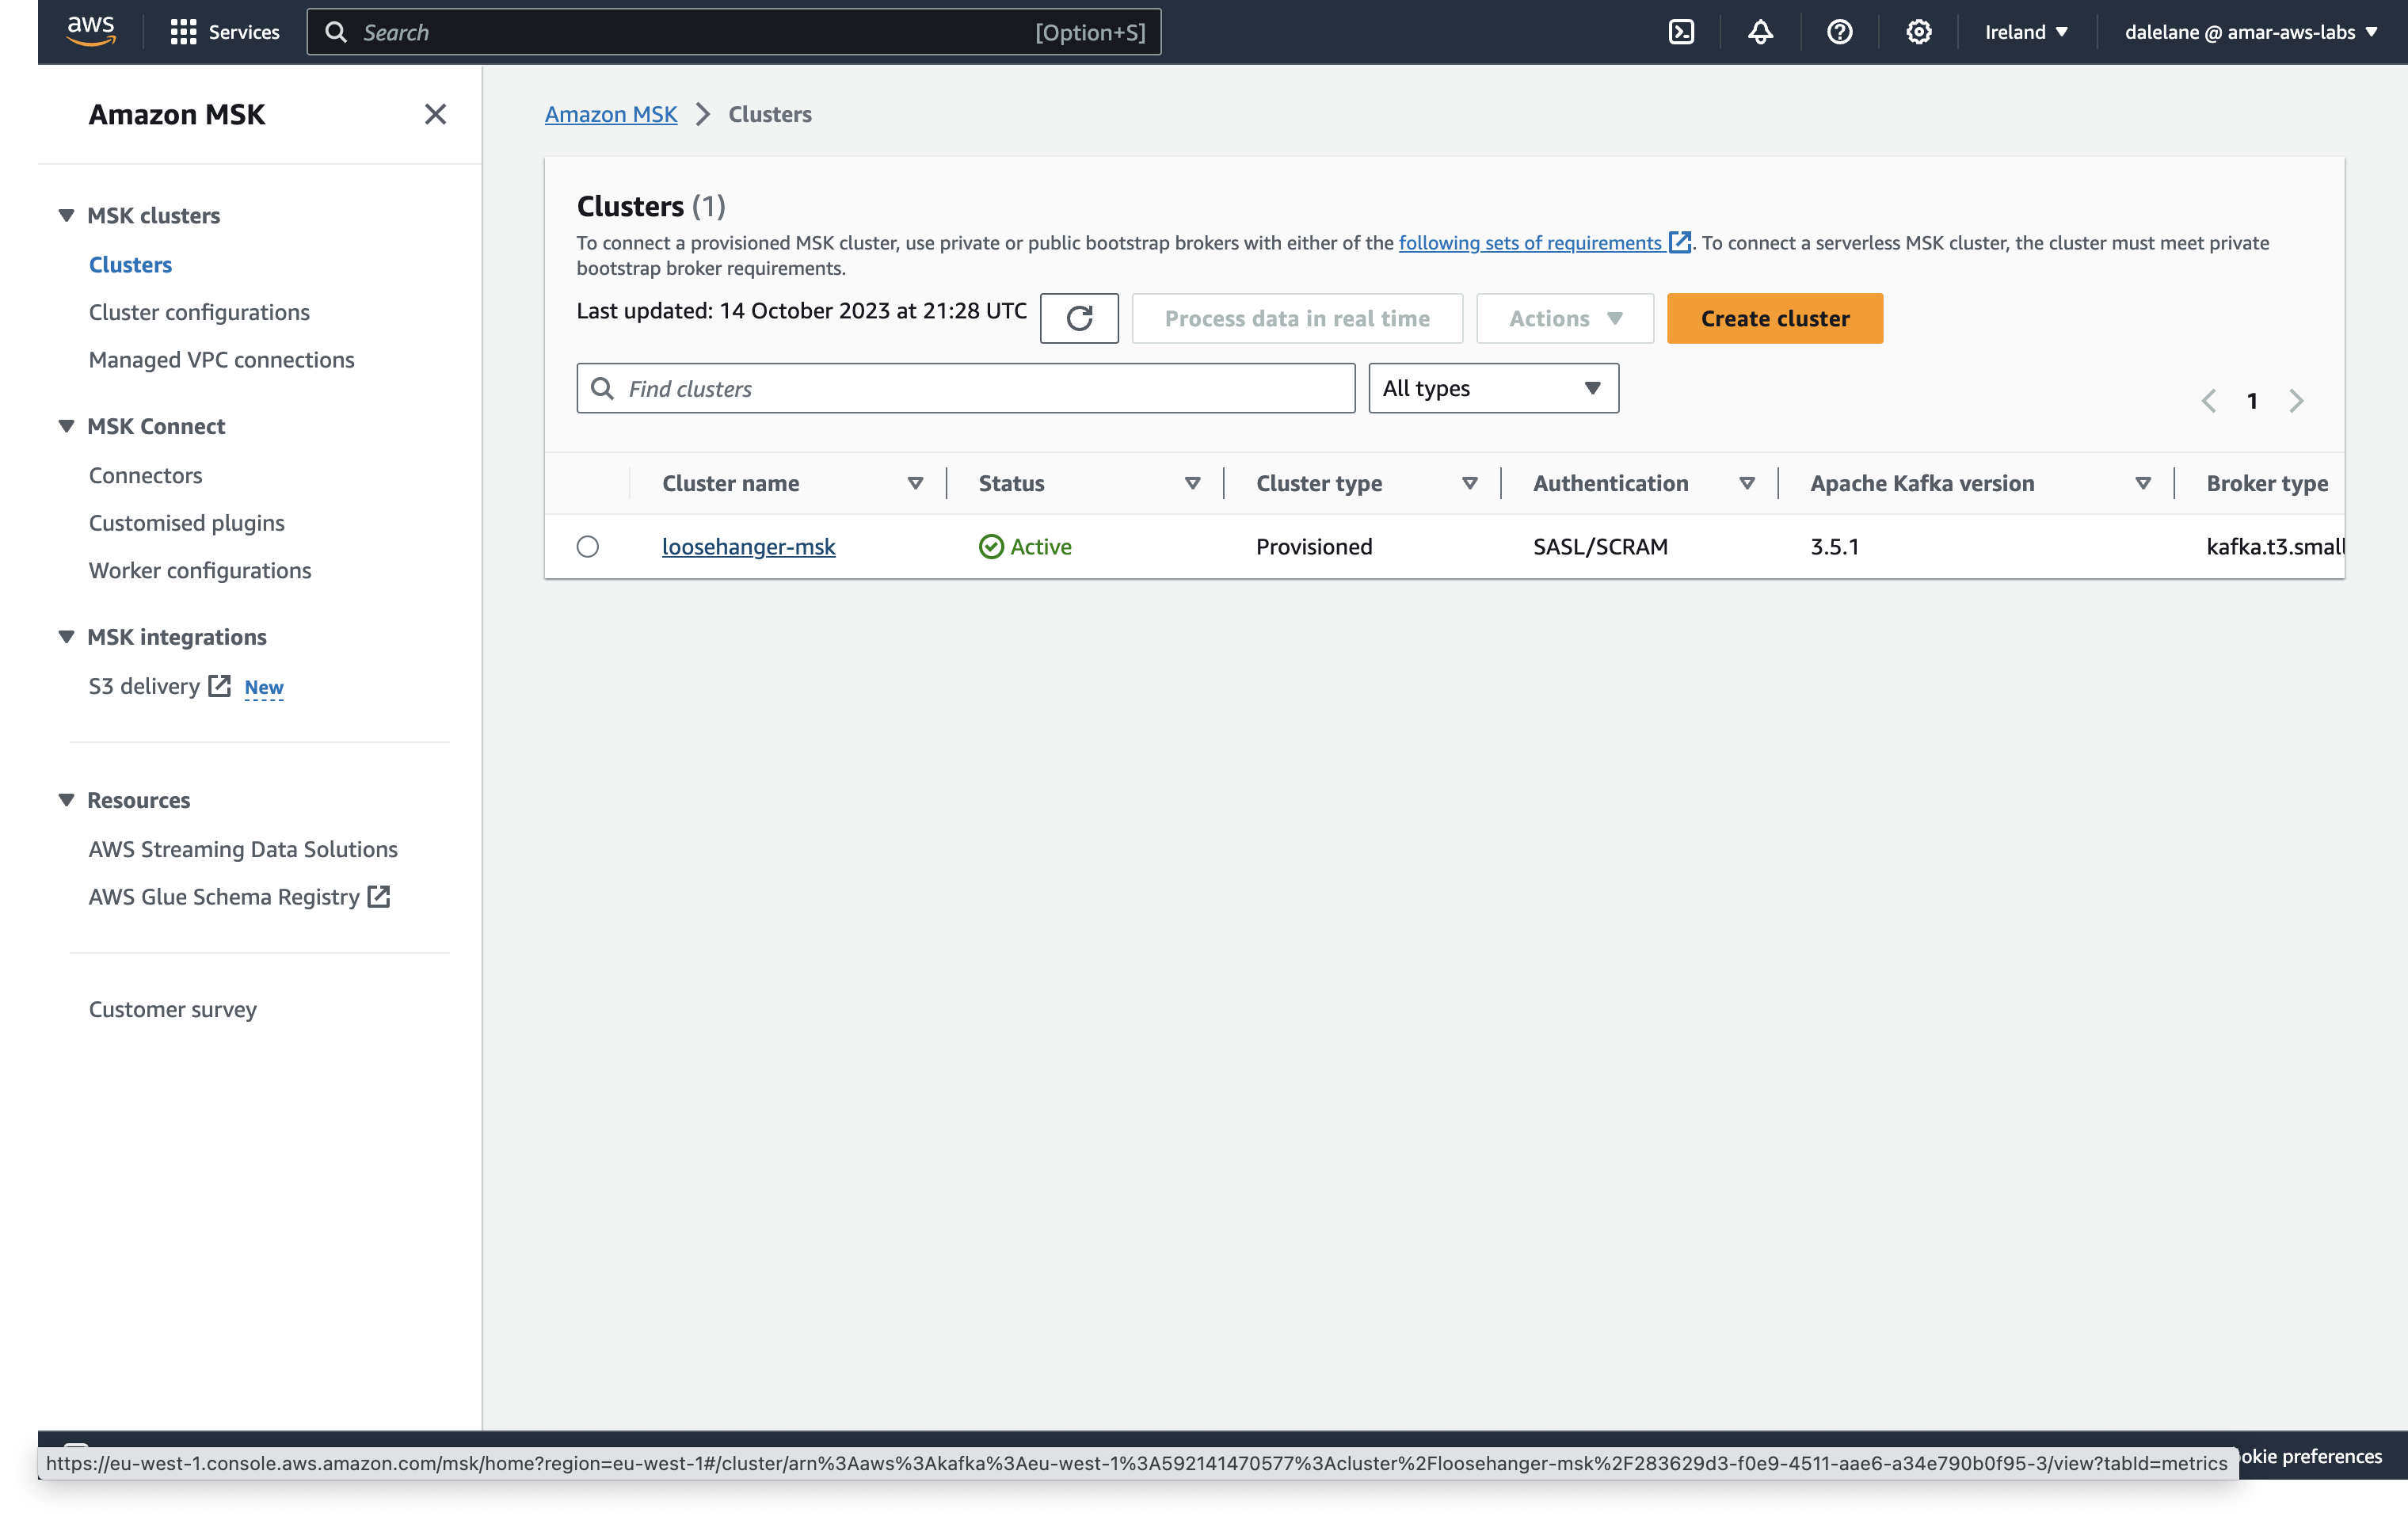 aws
Services
Search [Option+S]
Ireland
dalelane @ amar-aws-labs
Amazon MSK
MSK clusters
Clusters
Cluster configurations
Managed VPC connections
MSK Connect
Connectors
Customised plugins
Worker configurations
MSK integrations
S3 delivery New
Resources
AWS Streaming Data Solutions
AWS Glue Schema Registry
Customer survey
Amazon MSK > Clusters
Clusters (1)
To connect a provisioned MSK cluster, use private or public bootstrap brokers with either of the following sets of requirements. To connect a serverless MSK cluster, the cluster must meet private
bootstrap broker requirements.
Last updated: 14 October 2023 at 21:28 UTC
Process data in real time
Actions
Create cluster
Find clusters
All types
1
Cluster name Status Cluster type Authentication Apache Kafka version Broker type
loosehanger-msk Active Provisioned SASL/SCRAM 3.5.1 kafka.t3.small
https://eu-west-1.console.aws.amazon.com/msk/home?region=eu-west-1#/cluster/arn%3Aaws%3Akafka%3Aeu-west-1%3A592141470577%3Acluster%2Floosehanger-msk%2F283629d3-f0e9-4511-aae6-a34e790b0f95-3/view?tabId=metrics
okie preferences